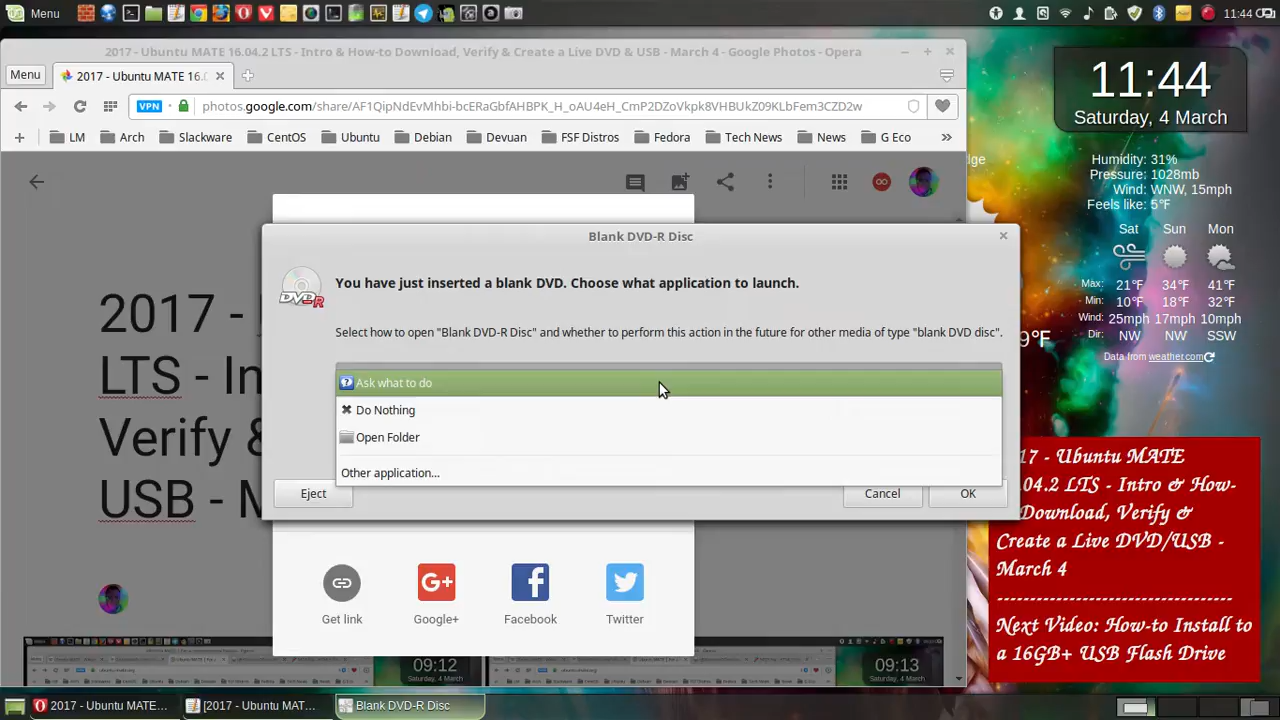 Menu
11:44
2017 - Ubuntu MATE 16.04.2 LTS - Intro & How-to Download, Verify & Create a Live DVD & USB - March 4 - Google Photos - Opera
Menu
2017 - Ubuntu MATE 16.0
VPN
photos.google.com/share/AF1QipNdEvMhbi-bcERaGbfAHBPK_H_oAU4eH_CmP2DZoVkpk8VHBUkZ09KLbFem3CZD2w
LM
Arch
Slackware
CentOS
Ubuntu
Debian
Devuan
FSF Distros
Fedora
Tech News
News
G Eco
2017 -
LTS - In
Verify &
USB - M
Blank DVD-R Disc
You have just inserted a blank DVD. Choose what application to launch.
Select how to open "Blank DVD-R Disc" and whether to perform this action in the future for other media of type "blank DVD disc".
Ask what to do
Do Nothing
Open Folder
Other application...
Eject
Cancel
OK
Get link
Google+
Facebook
Twitter
09:12
Saturday, 4 March
09:13
Saturday, 4 March
11:44
Saturday, 4 March
dge
Humidity: 31%
Pressure: 1028mb
Wind: WNW, 15mph
Feels like: 5°F
Sat Sun Mon
Max: 21°F 34°F 41°F
Min: 10°F 18°F 32°F
Wind: 25mph 17mph 10mph
Dir: NW NW SSW
9°F
Data from weather.com
17 - Ubuntu MATE
.04.2 LTS - Intro & How-
Download, Verify &
Create a Live DVD/USB -
March 4
---------------------------------
Next Video: How-to Install to
a 16GB+ USB Flash Drive
2017 - Ubuntu MATE...
[2017 - Ubuntu MAT...
Blank DVD-R Disc